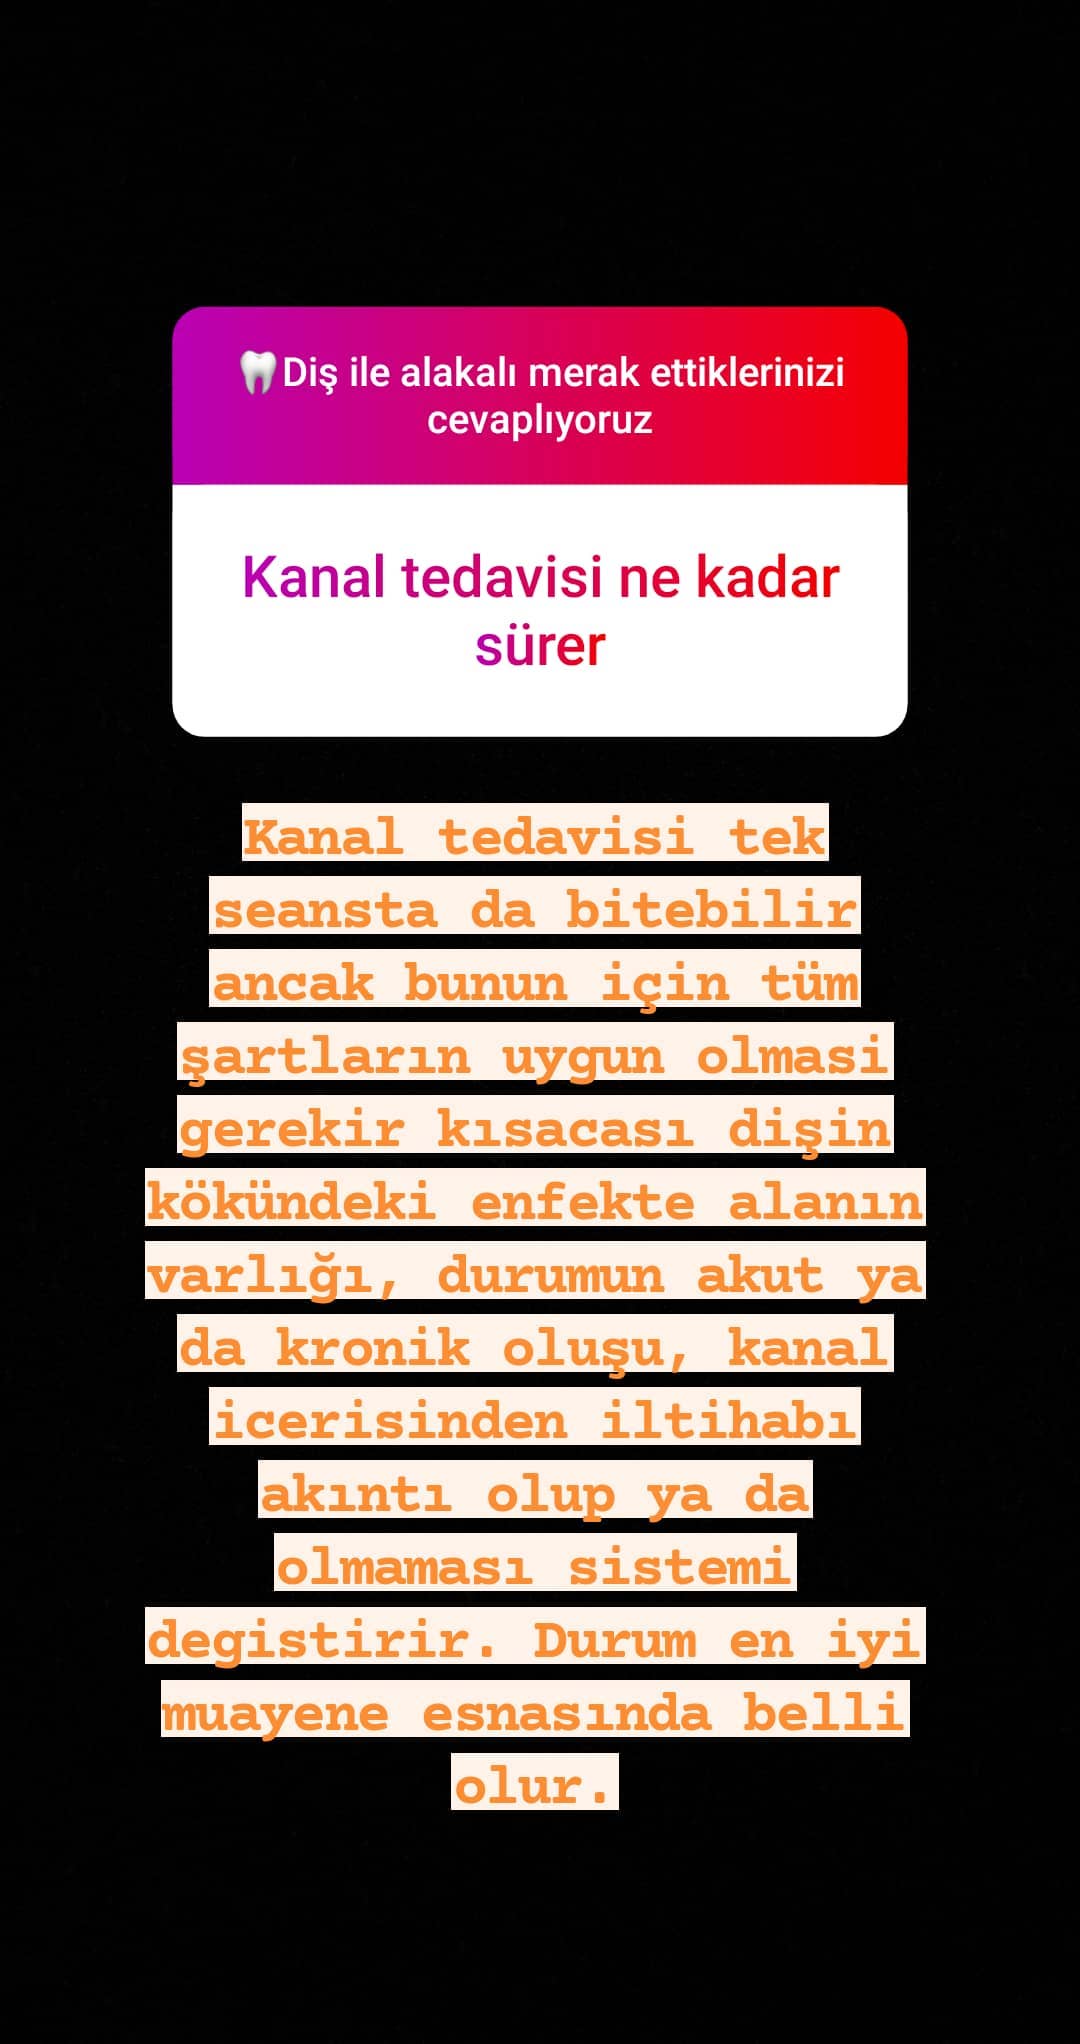 🦷Diş ile alakalı merak ettiklerinizi
cevaplıyoruz
Kanal tedavisi ne kadar
sürer
Kanal tedavisi tek
seansta da bitebilir
ancak bunun için tüm
şartların uygun olmasi
gerekir kısacası dişin
kökündeki enfekte alanın
varlığı, durumun akut ya
da kronik oluşu, kanal
icerisinden iltihabı
akıntı olup ya da
olmaması sistemi
degistirir. Durum en iyi
muayene esnasında belli
olur.